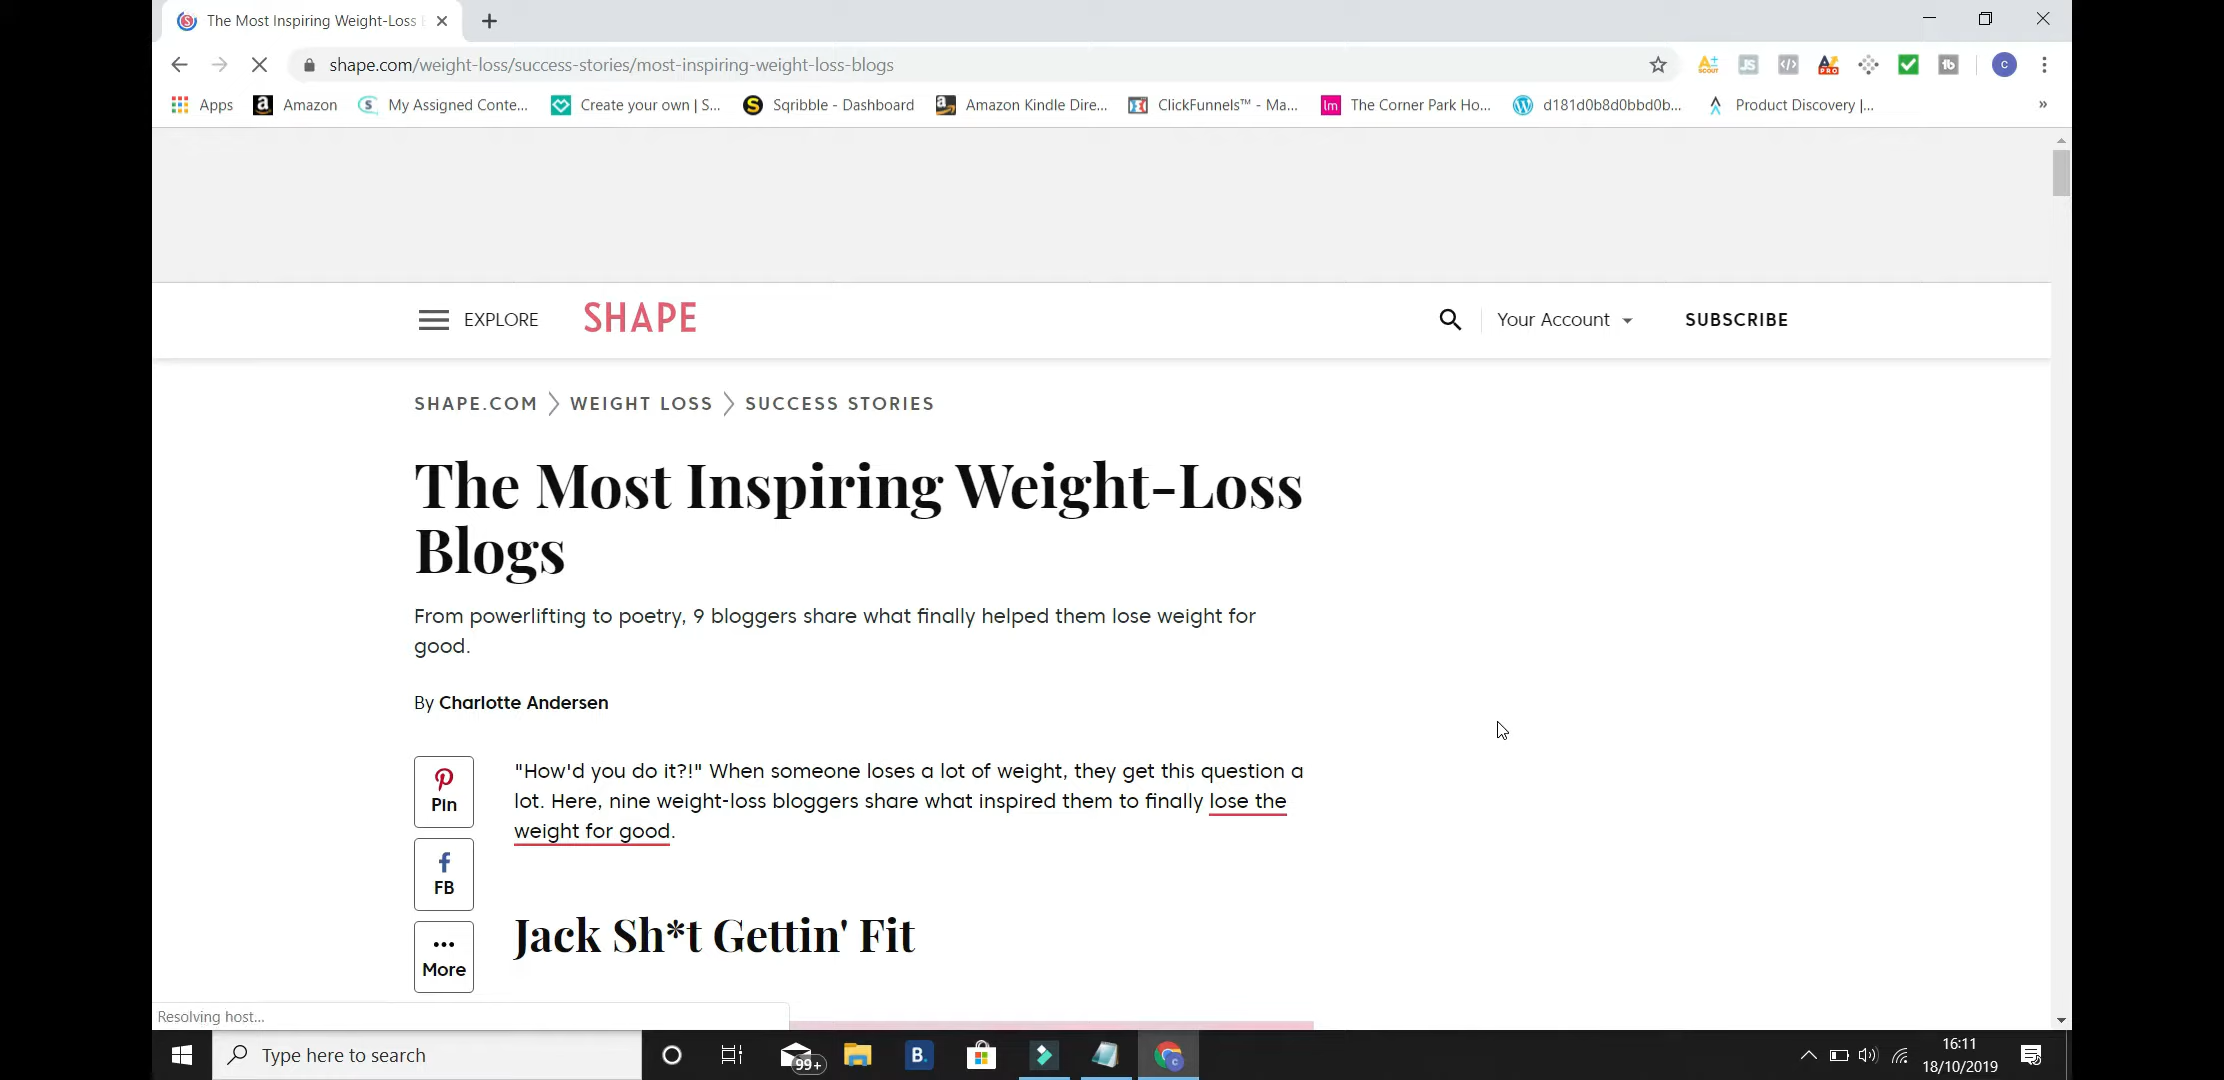 The Most Inspiring Weight-Loss
shape.com/weight-loss/success-stories/most-inspiring-weight-loss-blogs
Apps Amazon My Assigned Conte... Create your own | S... Sqribble - Dashboard Amazon Kindle Dire... ClickFunnels™ - Ma... The Corner Park Ho... d181d0b8d0bbd0b... Product Discovery |... »
EXPLORE SHAPE Your Account SUBSCRIBE
SHAPE.COM WEIGHT LOSS SUCCESS STORIES
The Most Inspiring Weight-Loss
Blogs
From powerlifting to poetry, 9 bloggers share what finally helped them lose weight for
good.
By Charlotte Andersen
Pin
FB
More
"How'd you do it?!" When someone loses a lot of weight, they get this question a
lot. Here, nine weight-loss bloggers share what inspired them to finally lose the
weight for good.
Jack Sh*t Gettin' Fit
Resolving host...
Type here to search
99+
B.
16:11
18/10/2019